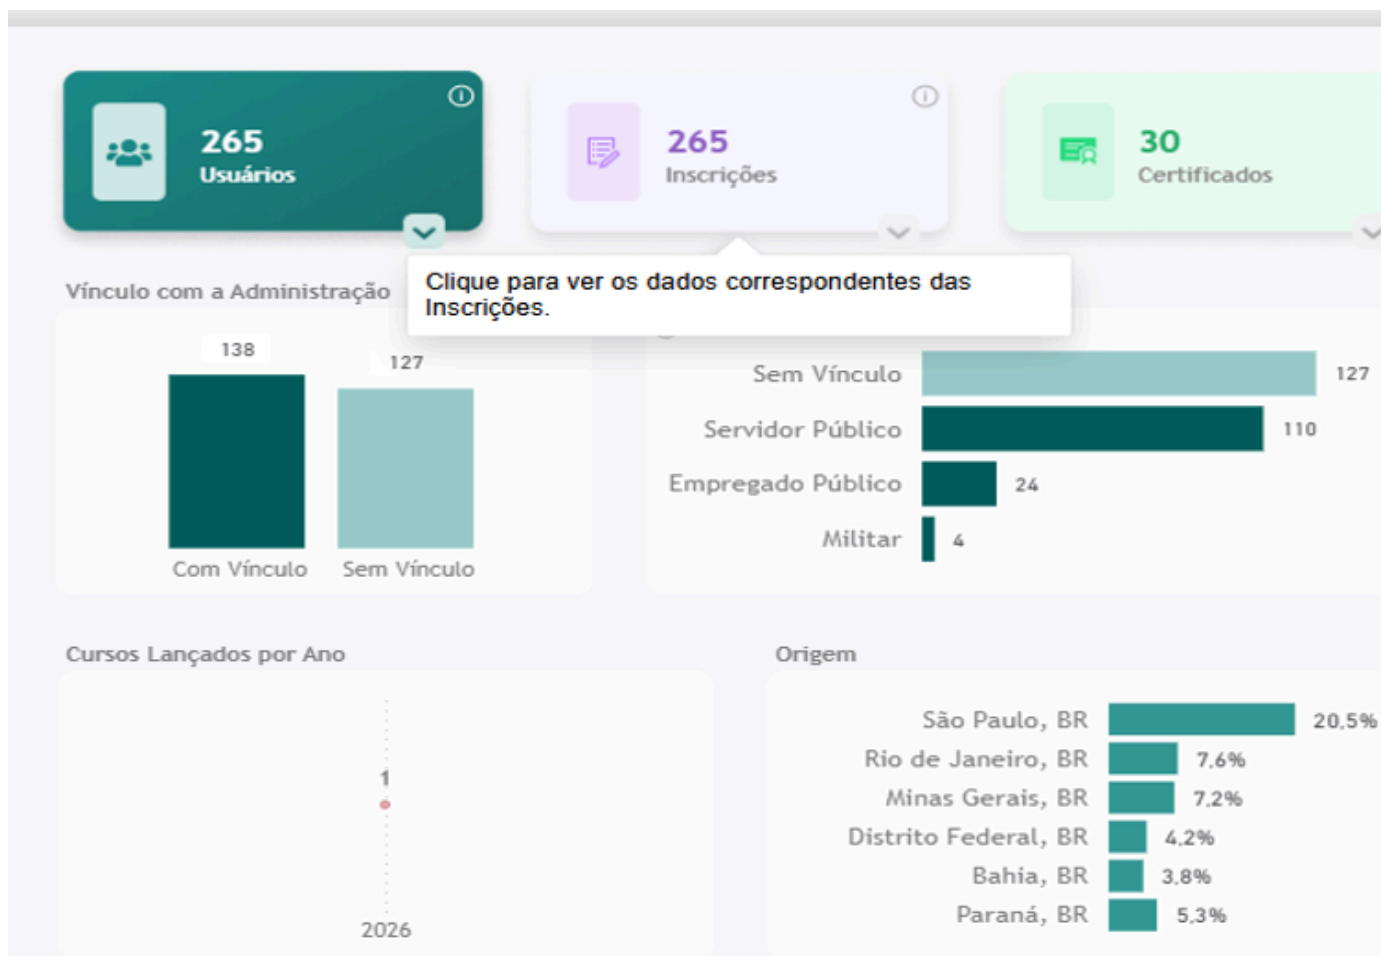 265
Usuários
265
Inscrições
30
Certificados
Clique para ver os dados correspondentes das
Inscrições.
Vínculo com a Administração
138
127
Com Vínculo
Sem Vínculo
Sem Vínculo 127
Servidor Público 110
Empregado Público 24
Militar 4
Cursos Lançados por Ano
1
2026
Origem
São Paulo, BR 20,5%
Rio de Janeiro, BR 7,6%
Minas Gerais, BR 7,2%
Distrito Federal, BR 4,2%
Bahia, BR 3,8%
Paraná, BR 5,3%